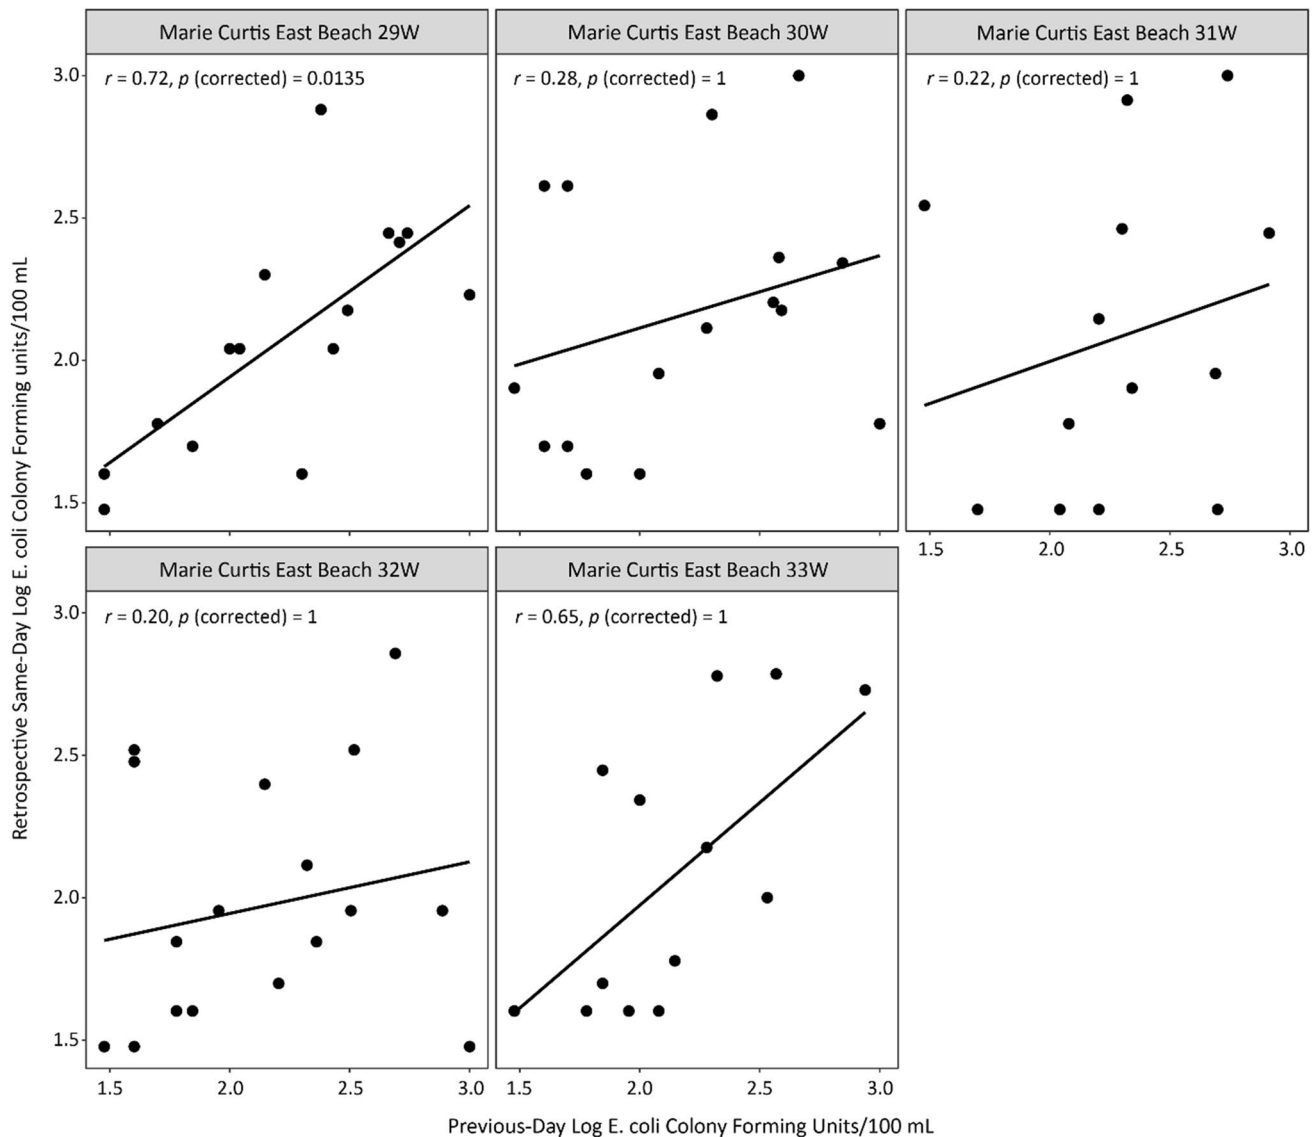 Marie Curtis East Beach 29W
Marie Curtis East Beach 30W
Marie Curtis East Beach 31W
r = 0.72, p (corrected) = 0.0135
r = 0.28, p (corrected) = 1
r = 0.22, p (corrected) = 1
3.0
2.5
2.0
1.5
1.5 2.0 2.5 3.0
Marie Curtis East Beach 32W
Marie Curtis East Beach 33W
r = 0.20, p (corrected) = 1
r = 0.65, p (corrected) = 1
3.0
2.5
2.0
1.5
1.5 2.0 2.5 3.0
1.5 2.0 2.5 3.0
Retrospective Same-Day Log E. coli Colony Forming units/100 mL
Previous-Day Log E. coli Colony Forming Units/100 mL